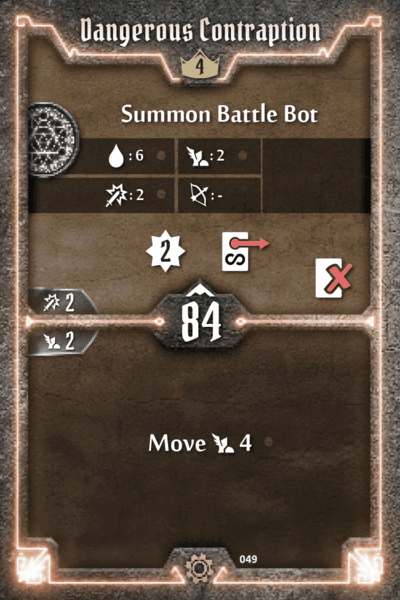 Dangerous Contraption
4
Summon Battle Bot
: 6
: 2
: 2
: -
2
S
2
84
2
Move 4
049